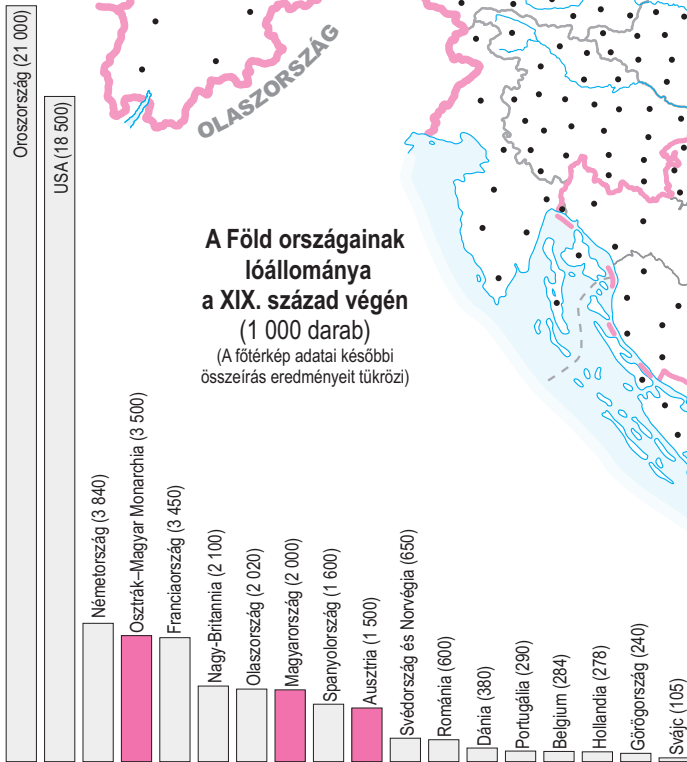 OLASZORSZÁG
A Föld országainak
lóállománya
a XIX. század végén
(1 000 darab)
(A főtérkép adatai későbbi
összeírás eredményeit tükrözi)
Oroszország (21 000)
USA (18 500)
Németország (3 840)
Osztrák–Magyar Monarchia (3 500)
Franciaország (3 450)
Nagy-Britannia (2 100)
Olaszország (2 020)
Magyarország (2 000)
Spanyolország (1 600)
Ausztria (1 500)
Svédország és Norvégia (650)
Románia (600)
Dánia (380)
Portugália (290)
Belgium (284)
Hollandia (278)
Görögország (240)
Svájc (105)